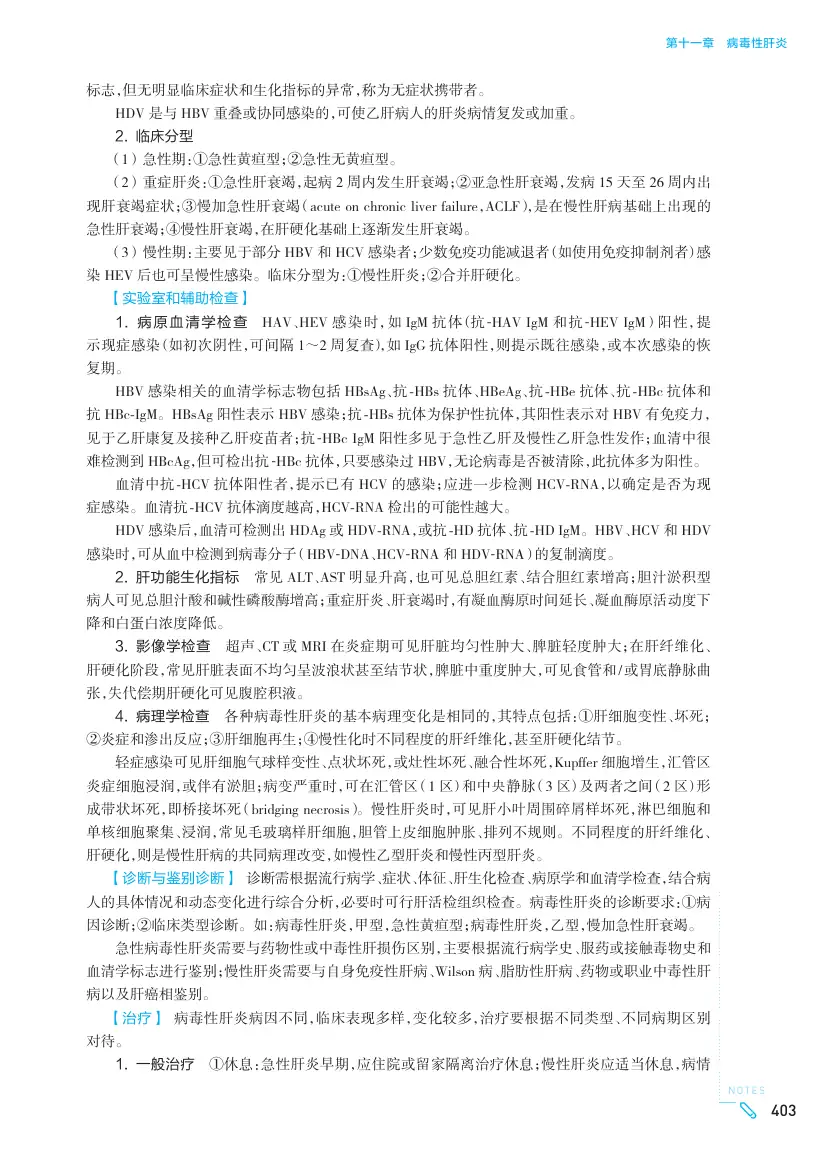 第十一章 病毒性肝炎
标志,但无明显临床症状和生化指标的异常,称为无症状携带者。
HDV 是与 HBV 重叠或协同感染的,可使乙肝病人的肝炎病情复发或加重。
2. 临床分型
（1）急性期:①急性黄疸型;②急性无黄疸型。
（2）重症肝炎:①急性肝衰竭,起病 2 周内发生肝衰竭;②亚急性肝衰竭,发病 15 天至 26 周内出
现肝衰竭症状;③慢加急性肝衰竭（acute on chronic liver failure,ACLF）,是在慢性肝病基础上出现的
急性肝衰竭;④慢性肝衰竭,在肝硬化基础上逐渐发生肝衰竭。
（3）慢性期:主要见于部分 HBV 和 HCV 感染者;少数免疫功能减退者（如使用免疫抑制剂者）感
染 HEV 后也可呈慢性感染。临床分型为:①慢性肝炎;②合并肝硬化。
【实验室和辅助检查】
1. 病原血清学检查 HAV、HEV 感染时,如 IgM 抗体（抗-HAV IgM 和抗-HEV IgM）阳性,提
示现症感染（如初次阴性,可间隔 1～2 周复查）,如 IgG 抗体阳性,则提示既往感染,或本次感染的恢
复期。
HBV 感染相关的血清学标志物包括 HBsAg、抗-HBs 抗体、HBeAg、抗-HBe 抗体、抗-HBc 抗体和
抗 HBc-IgM。HBsAg 阳性表示 HBV 感染;抗-HBs 抗体为保护性抗体,其阳性表示对 HBV 有免疫力,
见于乙肝康复及接种乙肝疫苗者;抗-HBc IgM 阳性多见于急性乙肝及慢性乙肝急性发作;血清中很
难检测到 HBcAg,但可检出抗-HBc 抗体,只要感染过 HBV,无论病毒是否被清除,此抗体多为阳性。
血清中抗-HCV 抗体阳性者,提示已有 HCV 的感染;应进一步检测 HCV-RNA,以确定是否为现
症感染。血清抗-HCV 抗体滴度越高,HCV-RNA 检出的可能性越大。
HDV 感染后,血清可检测出 HDAg 或 HDV-RNA,或抗-HD 抗体、抗-HD IgM。HBV、HCV 和 HDV
感染时,可从血中检测到病毒分子（HBV-DNA、HCV-RNA 和 HDV-RNA）的复制滴度。
2. 肝功能生化指标 常见 ALT、AST 明显升高,也可见总胆红素、结合胆红素增高;胆汁淤积型
病人可见总胆汁酸和碱性磷酸酶增高;重症肝炎、肝衰竭时,有凝血酶原时间延长、凝血酶原活动度下
降和白蛋白浓度降低。
3. 影像学检查 超声、CT 或 MRI 在炎症期可见肝脏均匀性肿大、脾脏轻度肿大;在肝纤维化、
肝硬化阶段,常见肝脏表面不均匀呈波浪状甚至结节状,脾脏中重度肿大,可见食管和/或胃底静脉曲
张,失代偿期肝硬化可见腹腔积液。
4. 病理学检查 各种病毒性肝炎的基本病理变化是相同的,其特点包括:①肝细胞变性、坏死;
②炎症和渗出反应;③肝细胞再生;④慢性化时不同程度的肝纤维化,甚至肝硬化结节。
轻症感染可见肝细胞气球样变性、点状坏死,或灶性坏死、融合性坏死,Kupffer 细胞增生,汇管区
炎症细胞浸润,或伴有淤胆;病变严重时,可在汇管区（1 区）和中央静脉（3 区）及两者之间（2 区）形
成带状坏死,即桥接坏死（bridging necrosis）。慢性肝炎时,可见肝小叶周围碎屑样坏死,淋巴细胞和
单核细胞聚集、浸润,常见毛玻璃样肝细胞,胆管上皮细胞肿胀、排列不规则。不同程度的肝纤维化、
肝硬化,则是慢性肝病的共同病理改变,如慢性乙型肝炎和慢性丙型肝炎。
【诊断与鉴别诊断】 诊断需根据流行病学、症状、体征、肝生化检查、病原学和血清学检查,结合病
人的具体情况和动态变化进行综合分析,必要时可行肝活检组织检查。病毒性肝炎的诊断要求:①病
因诊断;②临床类型诊断。如:病毒性肝炎,甲型,急性黄疸型;病毒性肝炎,乙型,慢加急性肝衰竭。
急性病毒性肝炎需要与药物性或中毒性肝损伤区别,主要根据流行病学史、服药或接触毒物史和
血清学标志进行鉴别;慢性肝炎需要与自身免疫性肝病、Wilson 病、脂肪性肝病、药物或职业中毒性肝
病以及肝癌相鉴别。
【治疗】 病毒性肝炎病因不同,临床表现多样,变化较多,治疗要根据不同类型、不同病期区别
对待。
1. 一般治疗 ①休息:急性肝炎早期,应住院或留家隔离治疗休息;慢性肝炎应适当休息,病情
NOTES
403